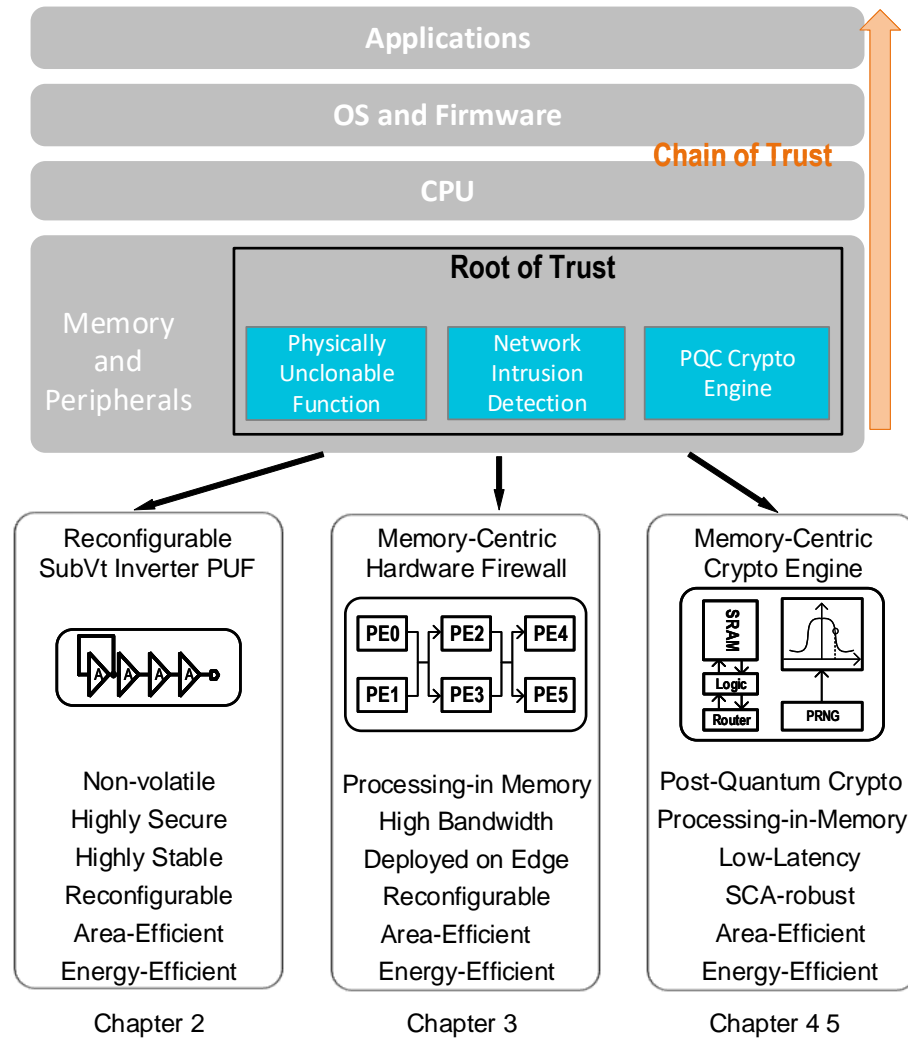 Applications
OS and Firmware
Chain of Trust
CPU
Root of Trust
Memory
and
Peripherals
Physically
Unclonable
Function
Network
Intrusion
Detection
PQC Crypto
Engine
Reconfigurable
SubVt Inverter PUF
A A A A
Non-volatile
Highly Secure
Highly Stable
Reconfigurable
Area-Efficient
Energy-Efficient
Chapter 2
Memory-Centric
Hardware Firewall
PE0 PE2 PE4
PE1 PE3 PE5
Processing-in Memory
High Bandwidth
Deployed on Edge
Reconfigurable
Area-Efficient
Energy-Efficient
Chapter 3
Memory-Centric
Crypto Engine
SRAM
Logic
Router
PRNG
Post-Quantum Crypto
Processing-in-Memory
Low-Latency
SCA-robust
Area-Efficient
Energy-Efficient
Chapter 4 5